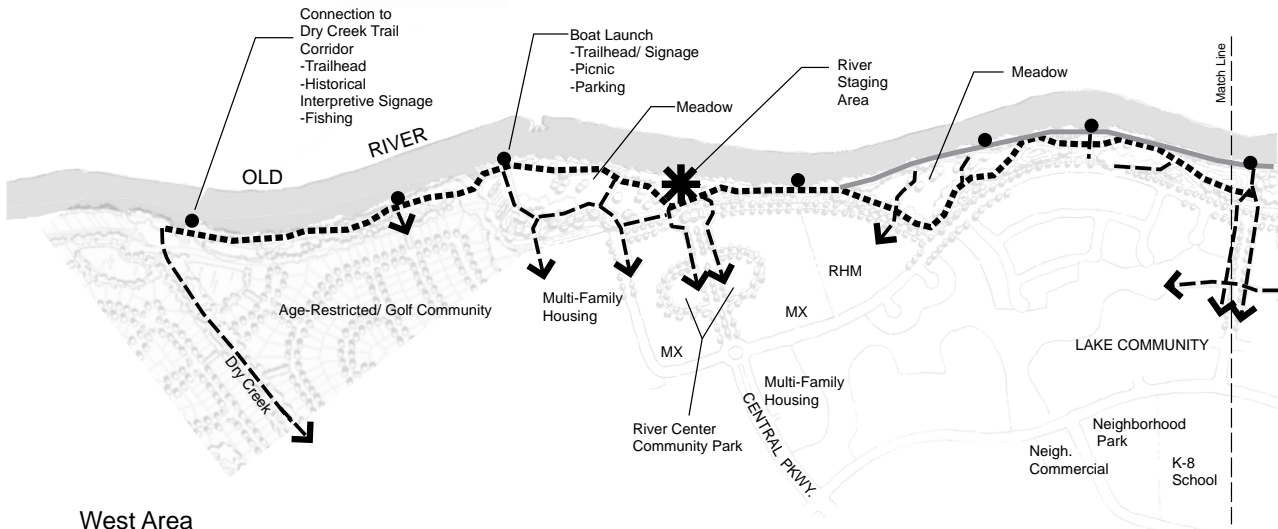 Connection to
Dry Creek Trail
Corridor
-Trailhead
-Historical
Interpretive Signage
-Fishing
Boat Launch
-Trailhead/ Signage
-Picnic
-Parking
Meadow
River
Staging
Area
Meadow
Match Line
OLD
RIVER
Age-Restricted/ Golf Community
Dry Creek
Multi-Family
Housing
MX
MX
RHM
Multi-Family
Housing
River Center
Community Park
CENTRAL PKWY.
LAKE COMMUNITY
Neighborhood
Park
Neigh.
Commercial
K-8
School
West Area